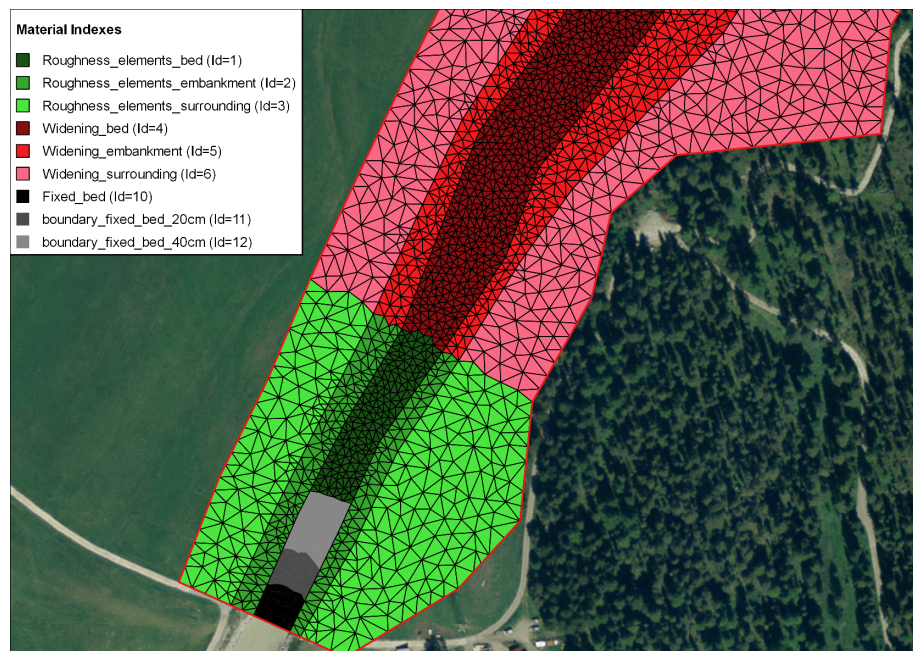 Material Indexes
Roughness_elements_bed (Id=1)
Roughness_elements_embankment (Id=2)
Roughness_elements_surrounding (Id=3)
Widening_bed (Id=4)
Widening_embankment (Id=5)
Widening_surrounding (Id=6)
Fixed_bed (Id=10)
boundary_fixed_bed_20cm (Id=11)
boundary_fixed_bed_40cm (Id=12)